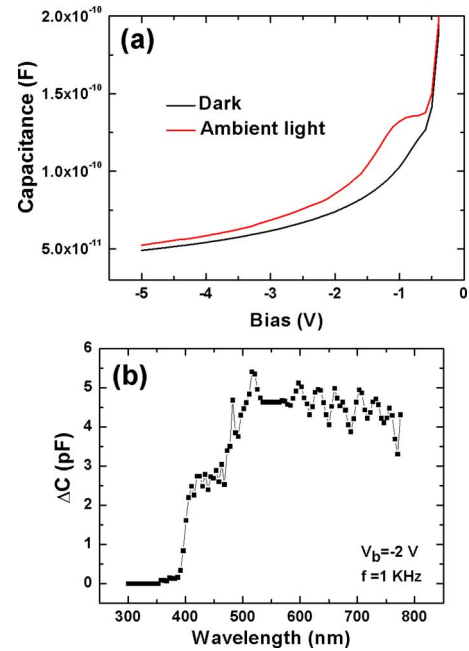 (a)
2.0x10⁻¹⁰
1.5x10⁻¹⁰
1.0x10⁻¹⁰
5.0x10⁻¹¹
Capacitance (F)
Dark
Ambient light
-5 -4 -3 -2 -1 0
Bias (V)
(b)
6
5
4
3
2
1
0
ΔC (pF)
V_b=-2 V
f =1 KHz
300 400 500 600 700 800
Wavelength (nm)